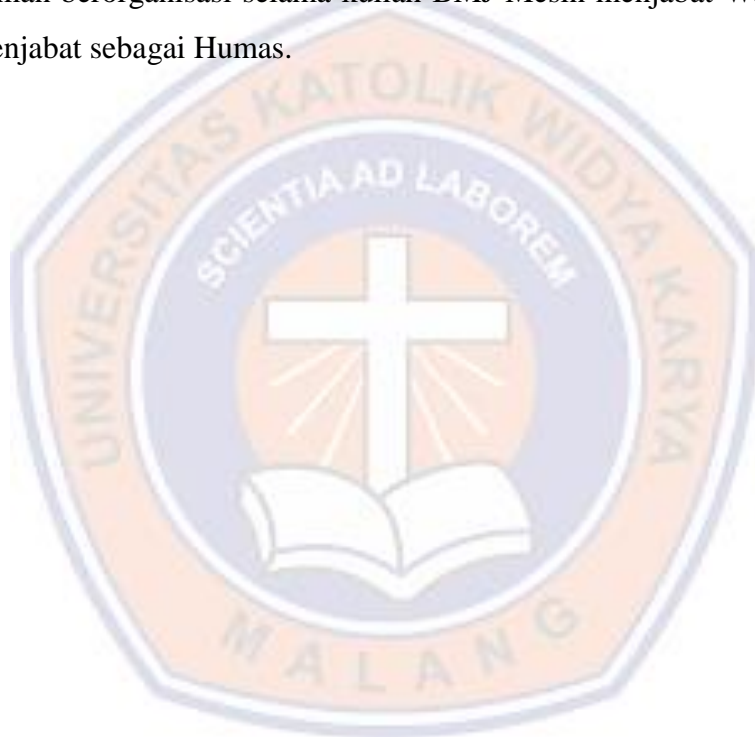 berorganisasi selama kuliah BMJ Mesin menjabat
enjabat sebagai Humas.
UNIVERSITAS KATOLIK WIDYA KARYA
SCIENTIA AD LABOREM
MALANG